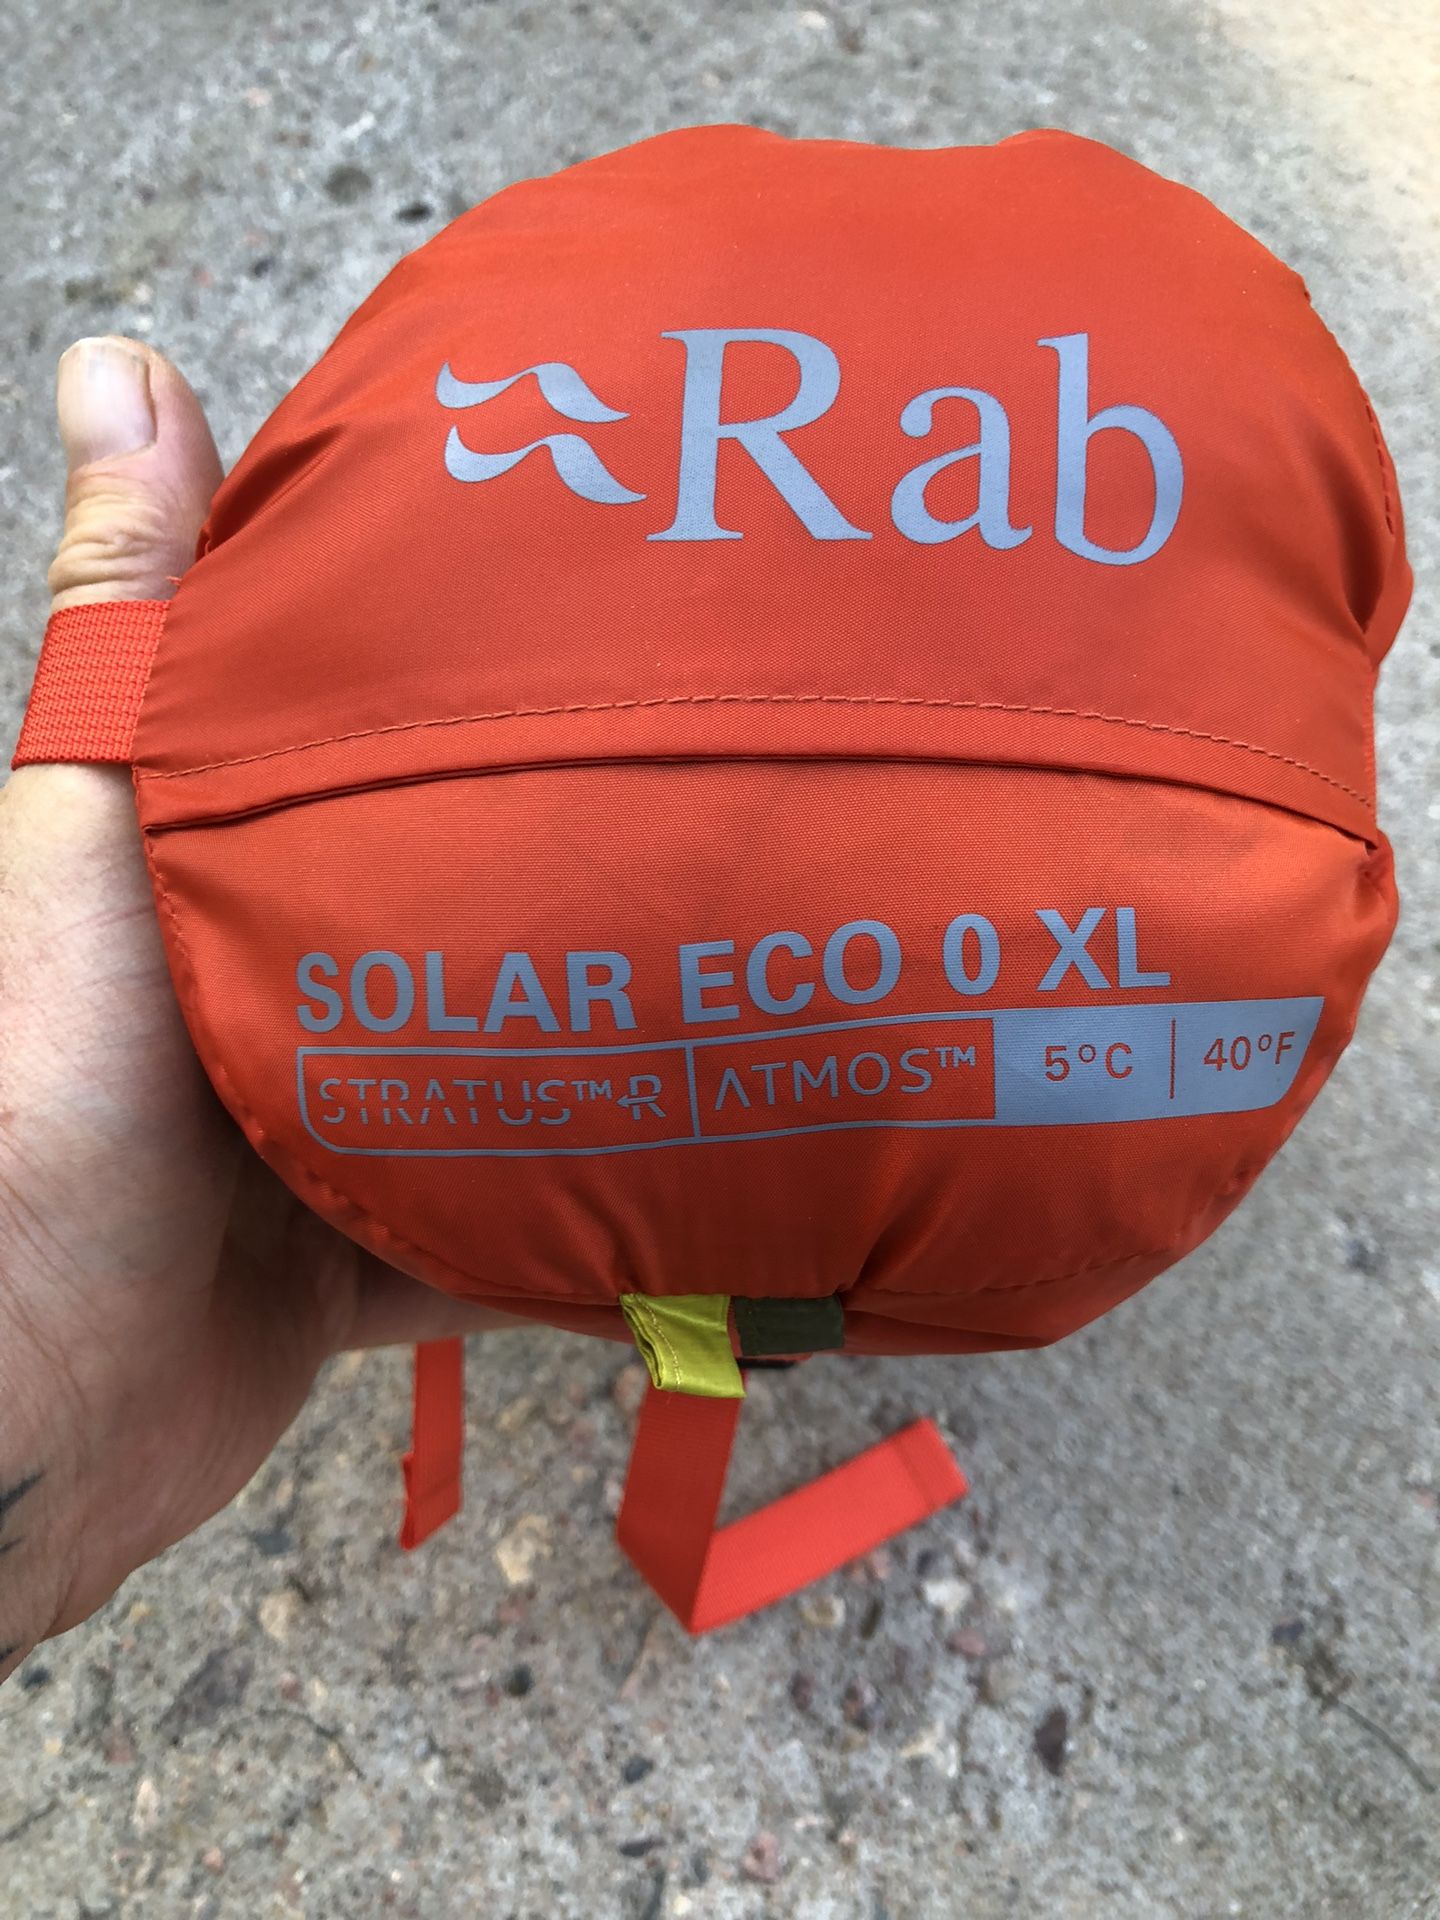 Rab
SOLAR ECO 0 XL
STRATUS™ R ATMOS™ 5°C 40°F